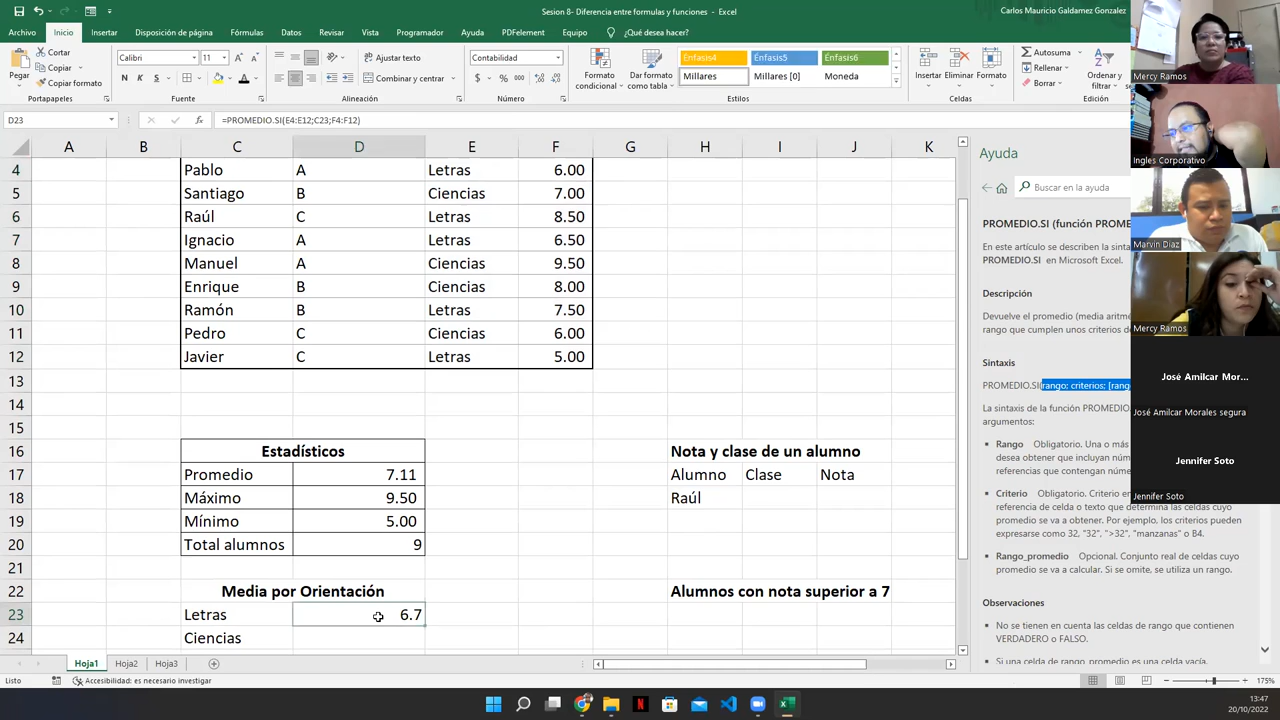 Sesion 8- Diferencia entre formulas y funciones - Excel
Carlos Mauricio Galdamez Gonzalez
Archivo Inicio Insertar Disposición de página Fórmulas Datos Revisar Vista Programador Ayuda PDFelement Equipo ¿Qué desea hacer?
Pegar
Cortar
Copiar
Copiar formato
Portapapeles
Calibri 11
N K S
Fuente
Ajustar texto
Combinar y centrar
Alineación
Contabilidad
$ % 000
Número
Formato condicional
Dar formato como tabla
Énfasis4 Énfasis5 Énfasis6
Millares Millares [0] Moneda
Estilos
Insertar Eliminar Formato
Celdas
Autosuma
Rellenar
Borrar
Ordenar y filtrar
Edición
D23 fx =PROMEDIO.SI(E4:E12;C23;F4:F12)
A B C D E F G H I J K
4 Pablo A Letras 6.00
5 Santiago B Ciencias 7.00
6 Raúl C Letras 8.50
7 Ignacio A Letras 6.50
8 Manuel A Ciencias 9.50
9 Enrique B Ciencias 8.00
10 Ramón B Letras 7.50
11 Pedro C Ciencias 6.00
12 Javier C Letras 5.00
13
14
15
16 Estadísticos Nota y clase de un alumno
17 Promedio 7.11 Alumno Clase Nota
18 Máximo 9.50 Raúl
19 Mínimo 5.00
20 Total alumnos 9
21
22 Media por Orientación Alumnos con nota superior a 7
23 Letras 6.7
24 Ciencias
Hoja1 Hoja2 Hoja3
Listo Accesibilidad: es necesario investigar
175%
Ayuda
Buscar en la ayuda
PROMEDIO.SI (función PROME
En este artículo se describen la sinta
PROMEDIO.SI en Microsoft Excel.
Descripción
Devuelve el promedio (media aritmé
rango que cumplen unos criterios de
Sintaxis
PROMEDIO.SI(rango; criterios; [rang
La sintaxis de la función PROMEDIO.
argumentos:
Rango Obligatorio. Una o más
desea obtener que incluyan núme
referencias que contengan núme
Criterio Obligatorio. Criterio en
referencia de celda o texto que determina las celdas cuyo
promedio se va a obtener. Por ejemplo, los criterios pueden
expresarse como 32, "32", ">32", "manzanas" o B4.
Rango_promedio Opcional. Conjunto real de celdas cuyo
promedio se va a calcular. Si se omite, se utiliza un rango.
Observaciones
No se tienen en cuenta las celdas de rango que contienen
VERDADERO o FALSO.
Si una celda de rango_promedio es una celda vacía,
Mercy Ramos
Ingles Corporativo
Marvin Diaz
Mercy Ramos
José Amilcar Mor...
José Amilcar Morales segura
Jennifer Soto
Jennifer Soto
13:47
20/10/2022